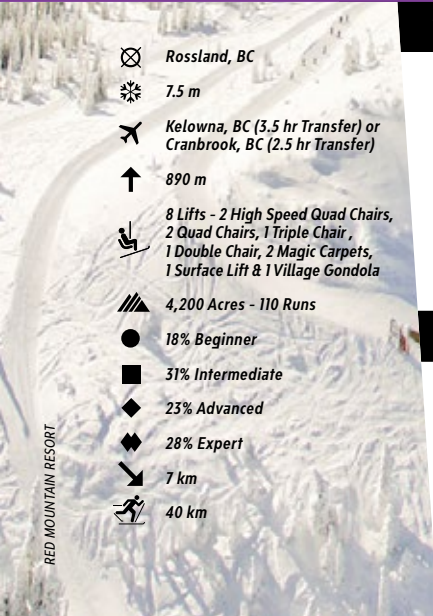 Rossland, BC
7.5 m
Kelowna, BC (3.5 hr Transfer) or
Cranbrook, BC (2.5 hr Transfer)
890 m
8 Lifts - 2 High Speed Quad Chairs,
2 Quad Chairs, 1 Triple Chair ,
1 Double Chair, 2 Magic Carpets,
1 Surface Lift & 1 Village Gondola
4,200 Acres - 110 Runs
18% Beginner
31% Intermediate
23% Advanced
28% Expert
7 km
40 km
RED MOUNTAIN RESORT